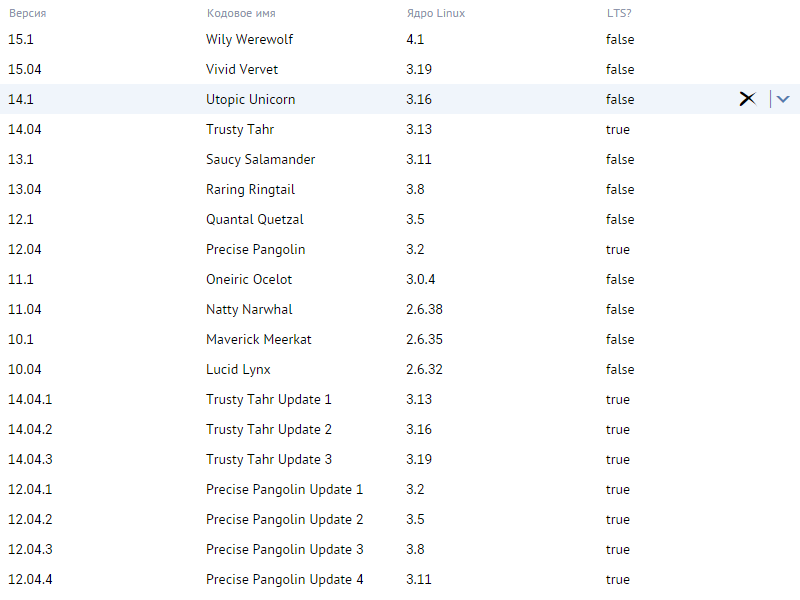 Версия Кодовое имя Ядро Linux LTS?
15.1 Wily Werewolf 4.1 false
15.04 Vivid Vervet 3.19 false
14.1 Utopic Unicorn 3.16 false
14.04 Trusty Tahr 3.13 true
13.1 Saucy Salamander 3.11 false
13.04 Raring Ringtail 3.8 false
12.1 Quantal Quetzal 3.5 false
12.04 Precise Pangolin 3.2 true
11.1 Oneiric Ocelot 3.0.4 false
11.04 Natty Narwhal 2.6.38 false
10.1 Maverick Meerkat 2.6.35 false
10.04 Lucid Lynx 2.6.32 false
14.04.1 Trusty Tahr Update 1 3.13 true
14.04.2 Trusty Tahr Update 2 3.16 true
14.04.3 Trusty Tahr Update 3 3.19 true
12.04.1 Precise Pangolin Update 1 3.2 true
12.04.2 Precise Pangolin Update 2 3.5 true
12.04.3 Precise Pangolin Update 3 3.8 true
12.04.4 Precise Pangolin Update 4 3.11 true